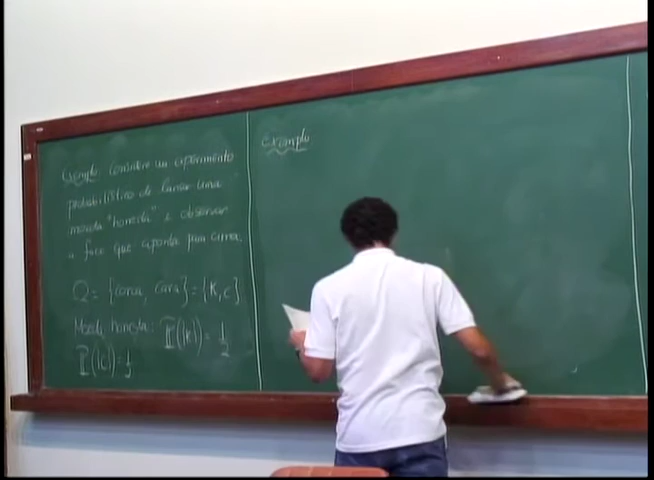 Exemplo Considere um experimento
probabilístico de lançar uma
moeda "honesta" e observar
a face que aponta para cima.
Ω = {coroa, cara} = {K, C}
Moeda honesta: P({K}) = 1/2
P({C}) = 1/2
Exemplo